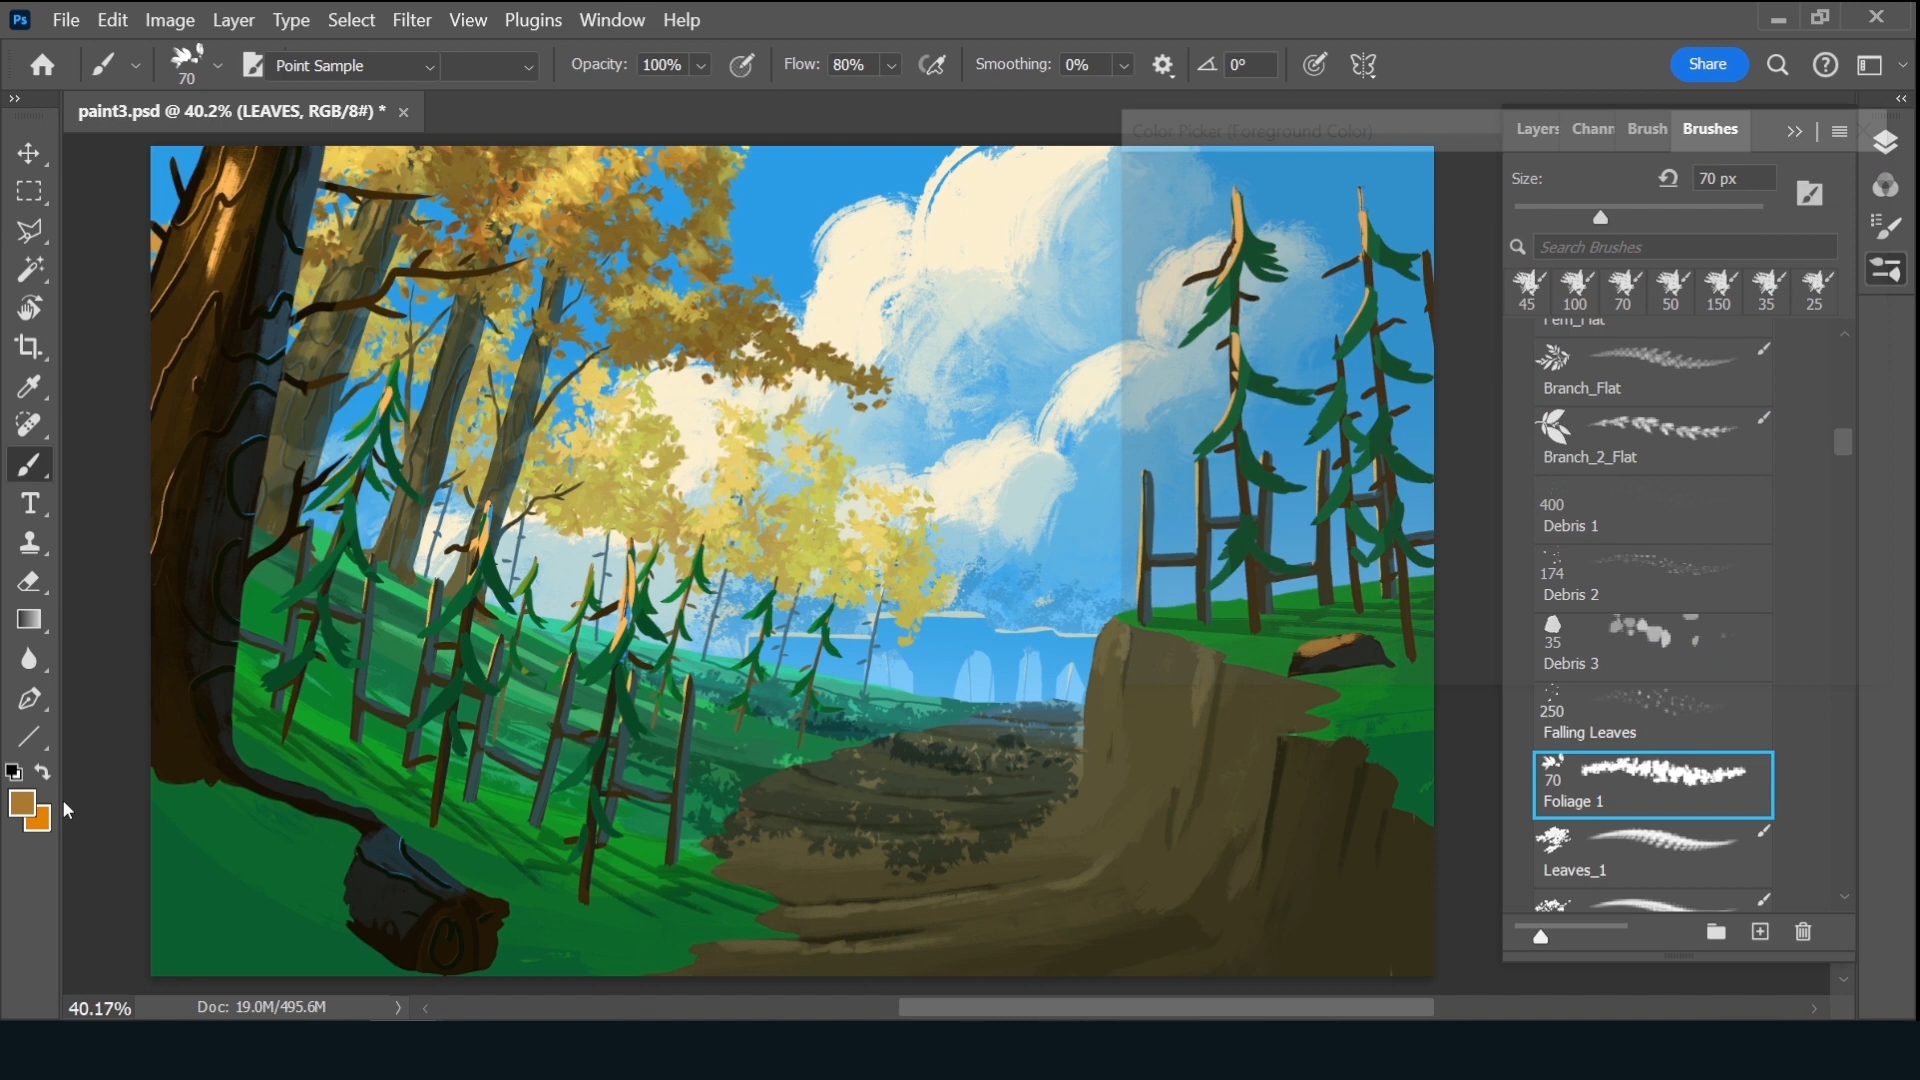 Ps File Edit Image Layer Type Select Filter View Plugins Window Help
70 Point Sample Opacity: 100% Flow: 80% Smoothing: 0% 0° Share
paint3.psd @ 40.2% (LEAVES, RGB/8#) *
Color Picker (Foreground Color)
Layers Chann Brush Brushes
Size: 70 px
Search Brushes
45 100 70 50 150 35 25
Fern_Flat
Branch_Flat
Branch_2_Flat
400
Debris 1
174
Debris 2
35
Debris 3
250
Falling Leaves
70
Foliage 1
Leaves_1
40.17% Doc: 19.0M/495.6M